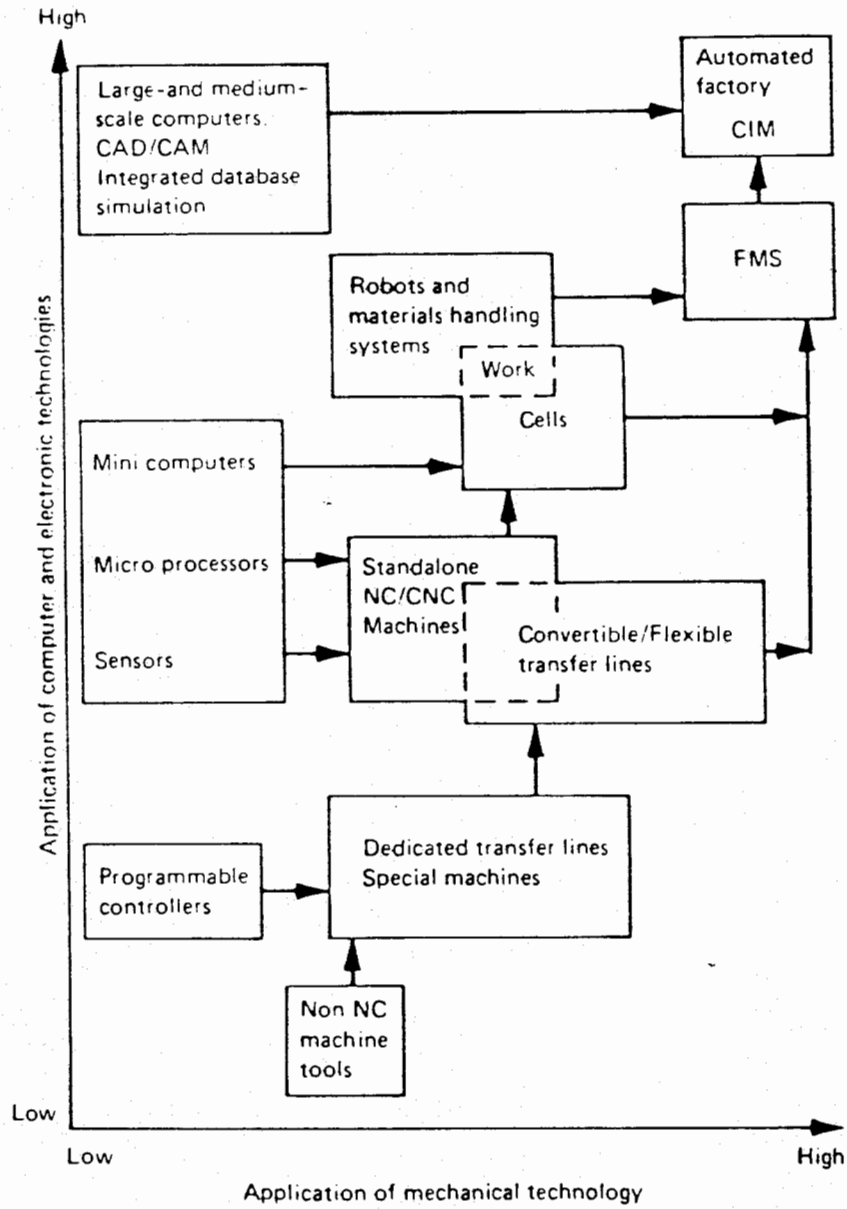 High
Large-and medium-
scale computers.
CAD/CAM
Integrated database
simulation
Automated
factory
CIM
FMS
Robots and
materials handling
systems
Work
Cells
Mini computers
Micro processors
Sensors
Standalone
NC/CNC
Machines
Convertible/Flexible
transfer lines
Dedicated transfer lines
Special machines
Programmable
controllers
Non NC
machine
tools
Application of computer and electronic technologies
Low
Low
High
Application of mechanical technology